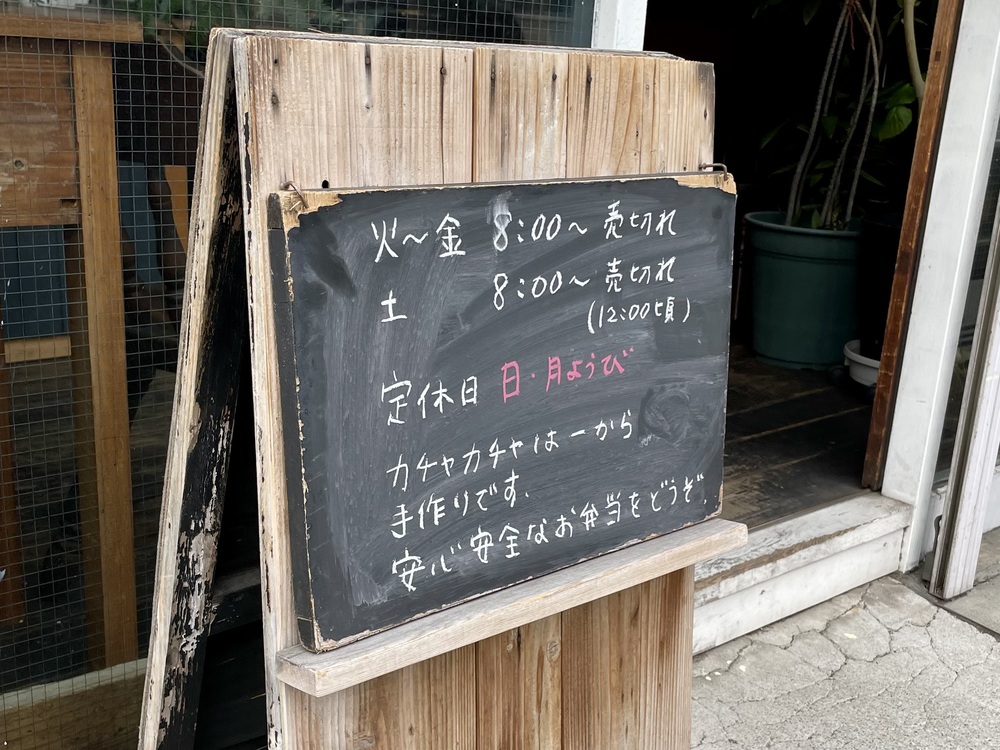 火〜金 8:00〜 売切れ
土 8:00〜 売切れ
(12:00頃)
定休日 日・月ようび
カチャカチャは一から
手作りです.
安心安全なお弁当をどうぞ.